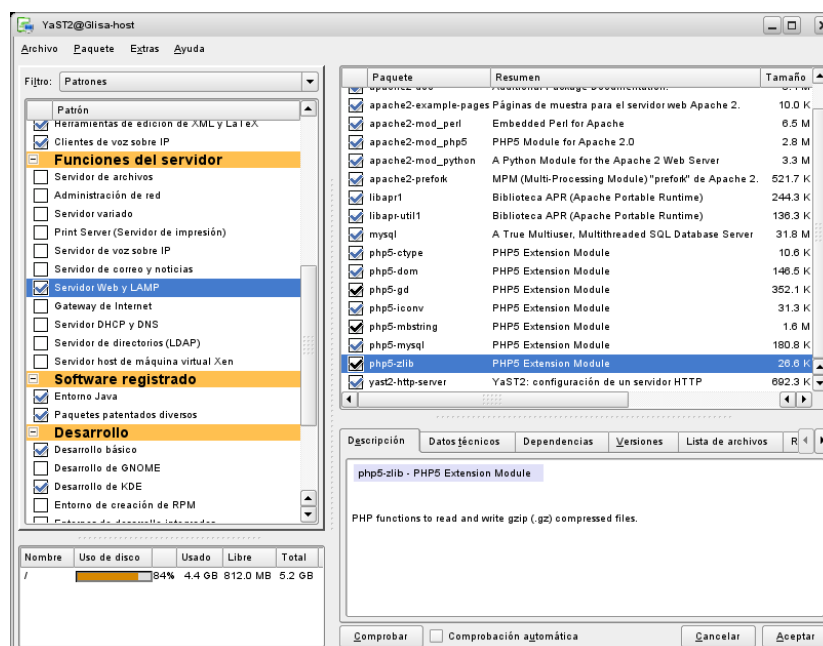 YaST2@Glisa-host
Archivo Paquete Extras Ayuda
Filtro: Patrones
Patrón
Herramientas de edición de XML y LaTeX
Clientes de voz sobre IP
Funciones del servidor
Servidor de archivos
Administración de red
Servidor variado
Print Server (Servidor de impresión)
Servidor de voz sobre IP
Servidor de correo y noticias
Servidor Web y LAMP
Gateway de Internet
Servidor DHCP y DNS
Servidor de directorios (LDAP)
Servidor host de máquina virtual Xen
Software registrado
Entorno Java
Paquetes patentados diversos
Desarrollo
Desarrollo básico
Desarrollo de GNOME
Desarrollo de KDE
Entorno de creación de RPM
Nombre Uso de disco Usado Libre Total
/ 84% 4.4 GB 812.0 MB 5.2 GB
Paquete Resumen Tamaño
apache2-doc Additional Package Documentation.
apache2-example-pages Páginas de muestra para el servidor web Apache 2. 10.0 K
apache2-mod_perl Embedded Perl for Apache 6.5 M
apache2-mod_php5 PHP5 Module for Apache 2.0 2.8 M
apache2-mod_python A Python Module for the Apache 2 Web Server 3.3 M
apache2-prefork MPM (Multi-Processing Module) "prefork" de Apache 2. 521.7 K
libapr1 Biblioteca APR (Apache Portable Runtime) 244.3 K
libapr-util1 Biblioteca APR (Apache Portable Runtime) 136.3 K
mysql A True Multiuser, Multithreaded SQL Database Server 31.8 M
php5-ctype PHP5 Extension Module 10.6 K
php5-dom PHP5 Extension Module 146.5 K
php5-gd PHP5 Extension Module 352.1 K
php5-iconv PHP5 Extension Module 31.3 K
php5-mbstring PHP5 Extension Module 1.6 M
php5-mysql PHP5 Extension Module 180.8 K
php5-zlib PHP5 Extension Module 26.6 K
yast2-http-server YaST2: configuración de un servidor HTTP 692.3 K
Descripción Datos técnicos Dependencias Versiones Lista de archivos R
php5-zlib - PHP5 Extension Module
PHP functions to read and write gzip (.gz) compressed files.
Comprobar Comprobación automática Cancelar Aceptar